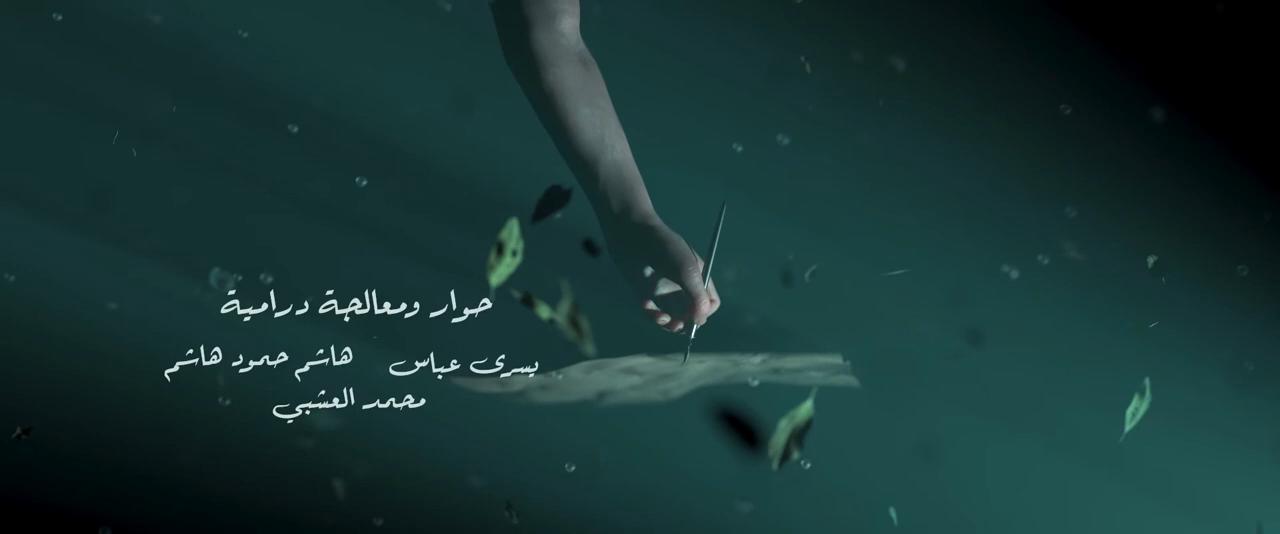 حوار ومعالجة درامية
يسرى عباس هاشم حمود هاشم
محمد العشبي